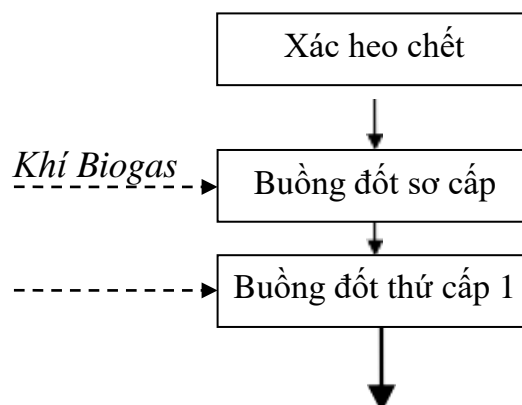 Xác heo chết
Khí Biogas
Buồng đốt sơ cấp
Buồng đốt thứ cấp 1